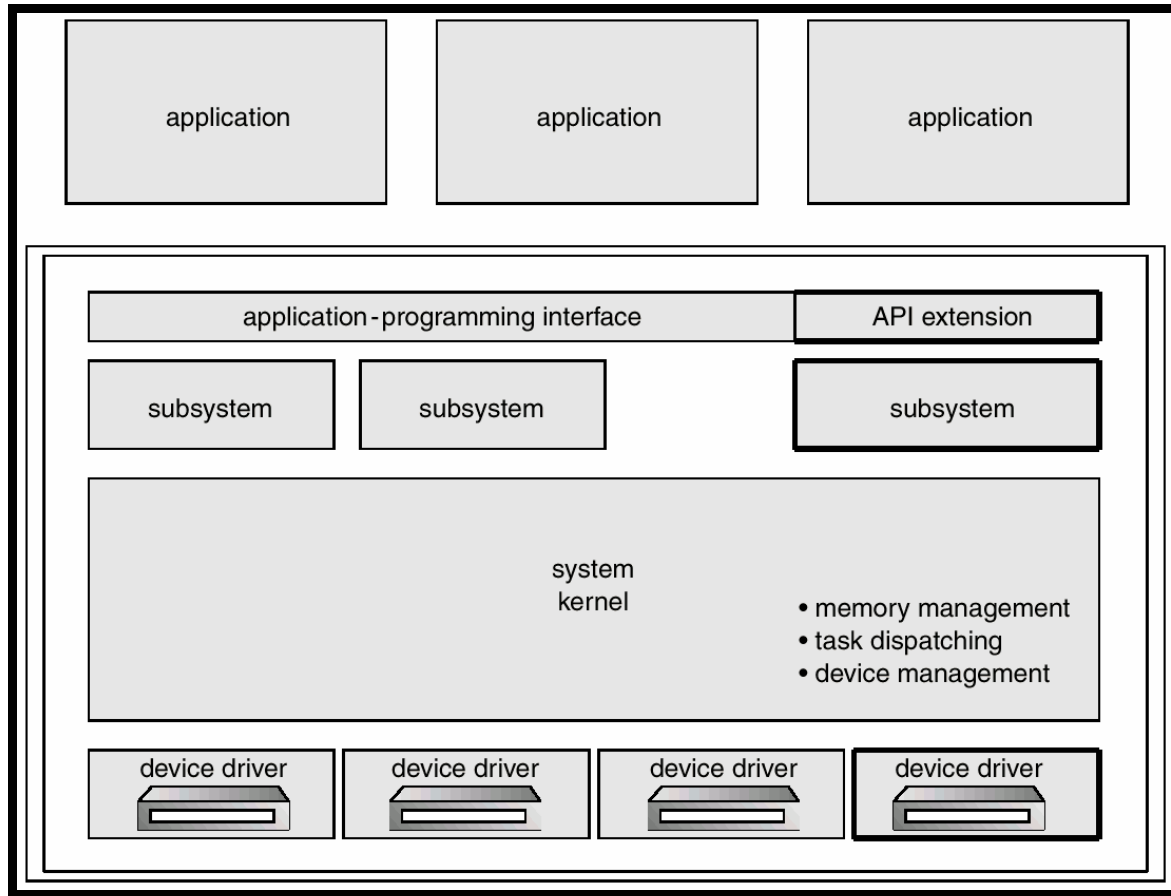 application
application
application
application-programming interface
API extension
subsystem
subsystem
subsystem
system
kernel
• memory management
• task dispatching
• device management
device driver
device driver
device driver
device driver